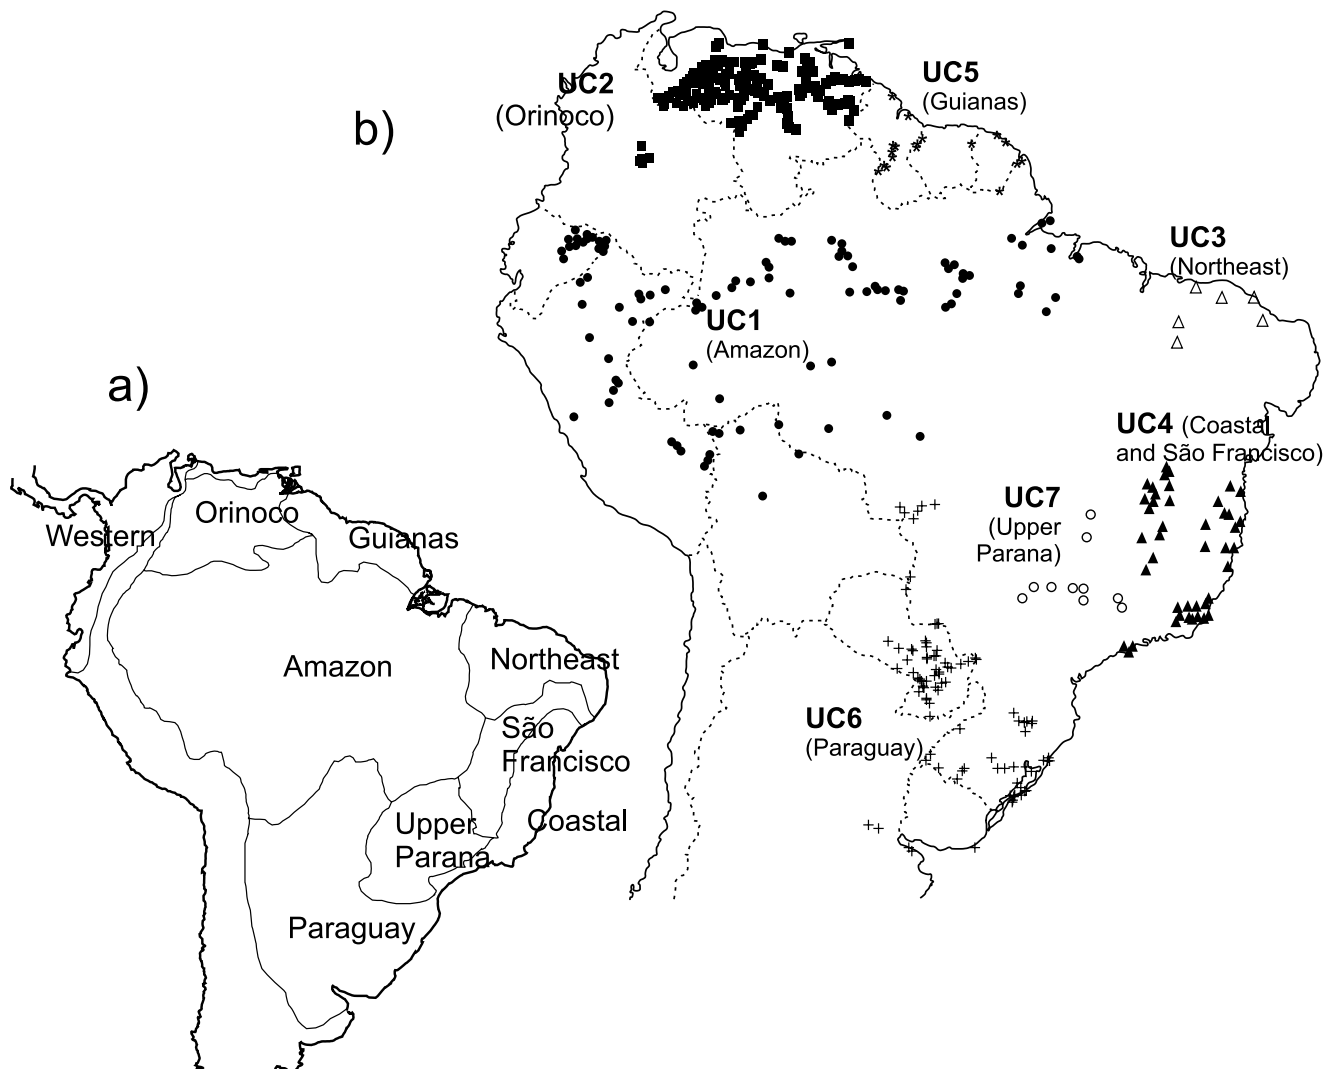 b)
UC2
(Orinoco)
UC5
(Guianas)
UC3
(Northeast)
UC1
(Amazon)
UC4 (Coastal
and São Francisco)
UC7
(Upper
Parana)
UC6
(Paraguay)
a)
Western
Orinoco
Guianas
Amazon
Northeast
São
Francisco
Coastal
Upper
Parana
Paraguay